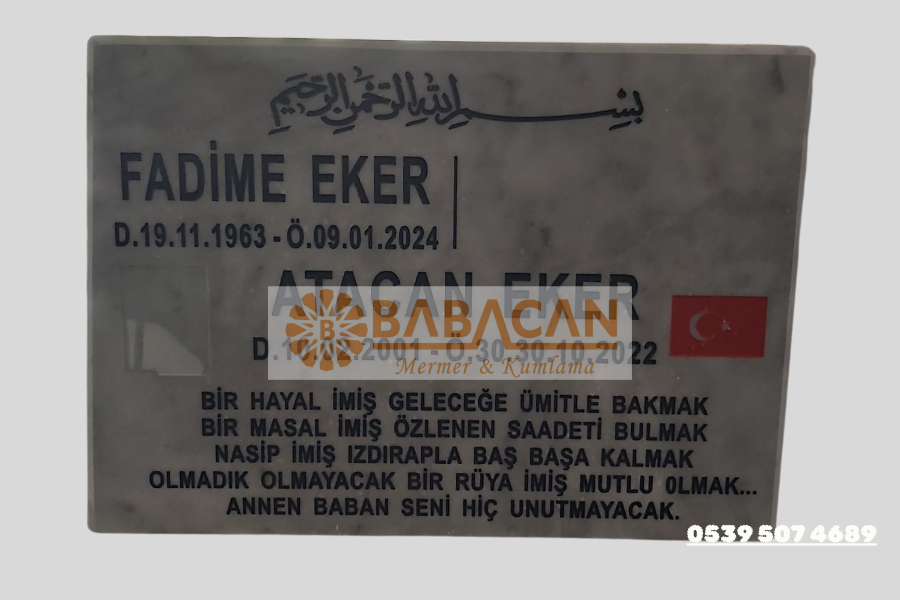 بسم الله الرحمن الرحيم
FADİME EKER
D.19.11.1963 - Ö.09.01.2024
ATACAN EKER
BABACAN
Mermer & Kumlama
BİR HAYAL İMİŞ GELECEĞE ÜMİTLE BAKMAK
BİR MASAL İMİŞ ÖZLENEN SAADETİ BULMAK
NASİP İMİŞ IZDIRAPLA BAŞ BAŞA KALMAK
OLMADIK OLMAYACAK BİR RÜYA İMİŞ MUTLU 0LMAK...
ANNEN BABAN SENİ HİÇ UNUTMAYACAK.
0539 507 4689